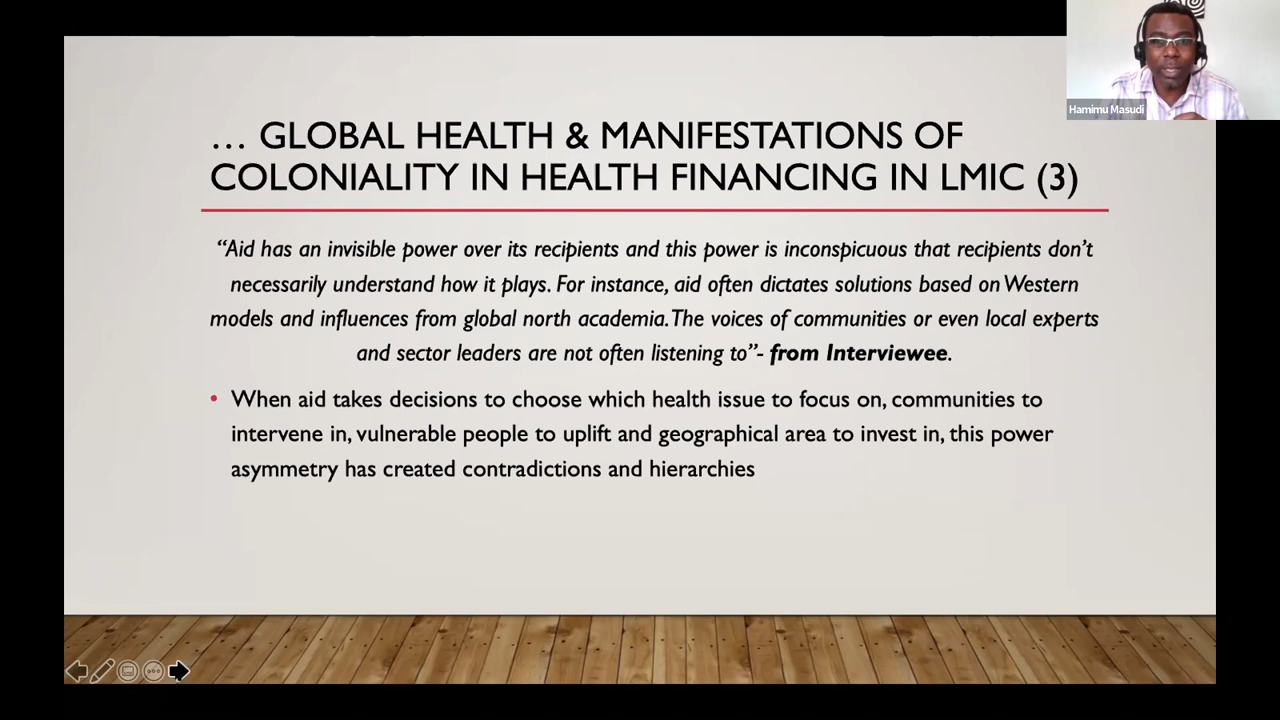 Hamimu Masudi
... GLOBAL HEALTH & MANIFESTATIONS OF
COLONIALITY IN HEALTH FINANCING IN LMIC (3)
“Aid has an invisible power over its recipients and this power is inconspicuous that recipients don’t
necessarily understand how it plays. For instance, aid often dictates solutions based on Western
models and influences from global north academia. The voices of communities or even local experts
and sector leaders are not often listening to”- from Interviewee.
• When aid takes decisions to choose which health issue to focus on, communities to
intervene in, vulnerable people to uplift and geographical area to invest in, this power
asymmetry has created contradictions and hierarchies